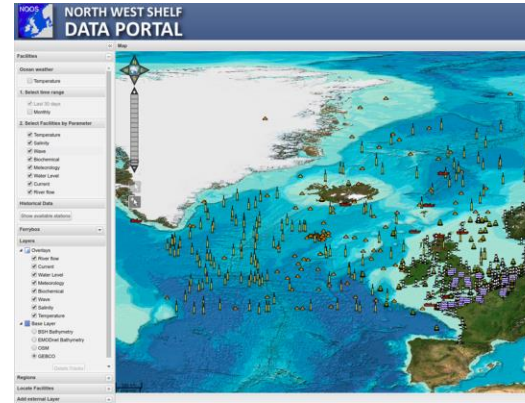 NOOS
NORTH WEST SHELF
DATA PORTAL
Facilities
Map
Ocean weather
Temperature
1. Select time range
Last 30 days
Monthly
2. Select Facilities by Parameter
Temperature
Salinity
Wave
Biochemical
Meteorology
Water Level
Current
River flow
Historical Data
Show available stations
Ferrybox
Layers
Overlays
River flow
Current
Water Level
Meteorology
Biochemical
Wave
Salinity
Temperature
Base Layer
BSH Bathymetry
EMODnet Bathymetry
OSM
GEBCO
Regions
Locate Facilities
Add external Layer